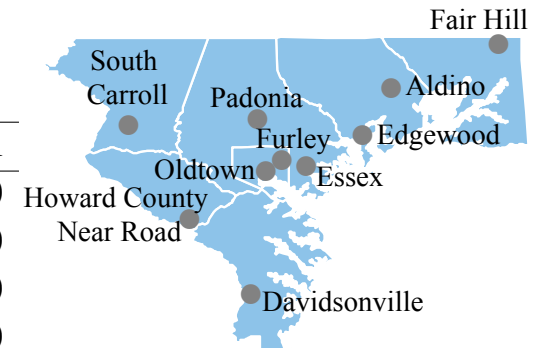 Fair Hill
South
Carroll
Aldino
Padonia
Furley
Edgewood
Oldtown
Essex
Howard County
Near Road
Davidsonville
)
)
)
)